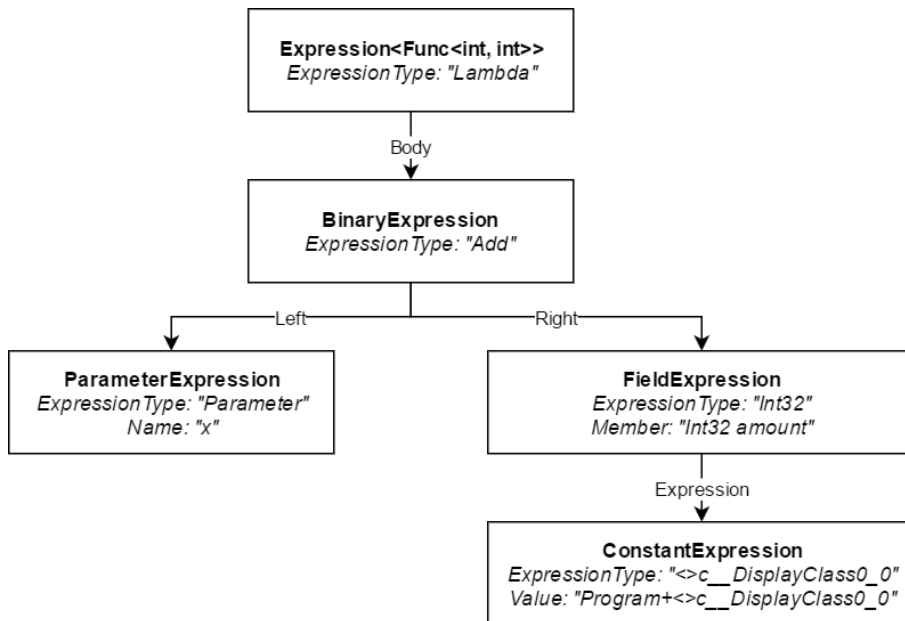 Expression<Func<int, int>>
ExpressionType: "Lambda"
Body
BinaryExpression
ExpressionType: "Add"
Left
Right
ParameterExpression
ExpressionType: "Parameter"
Name: "x"
FieldExpression
ExpressionType: "Int32"
Member: "Int32 amount"
Expression
ConstantExpression
ExpressionType: "<>c__DisplayClass0_0"
Value: "Program+<>c__DisplayClass0_0"